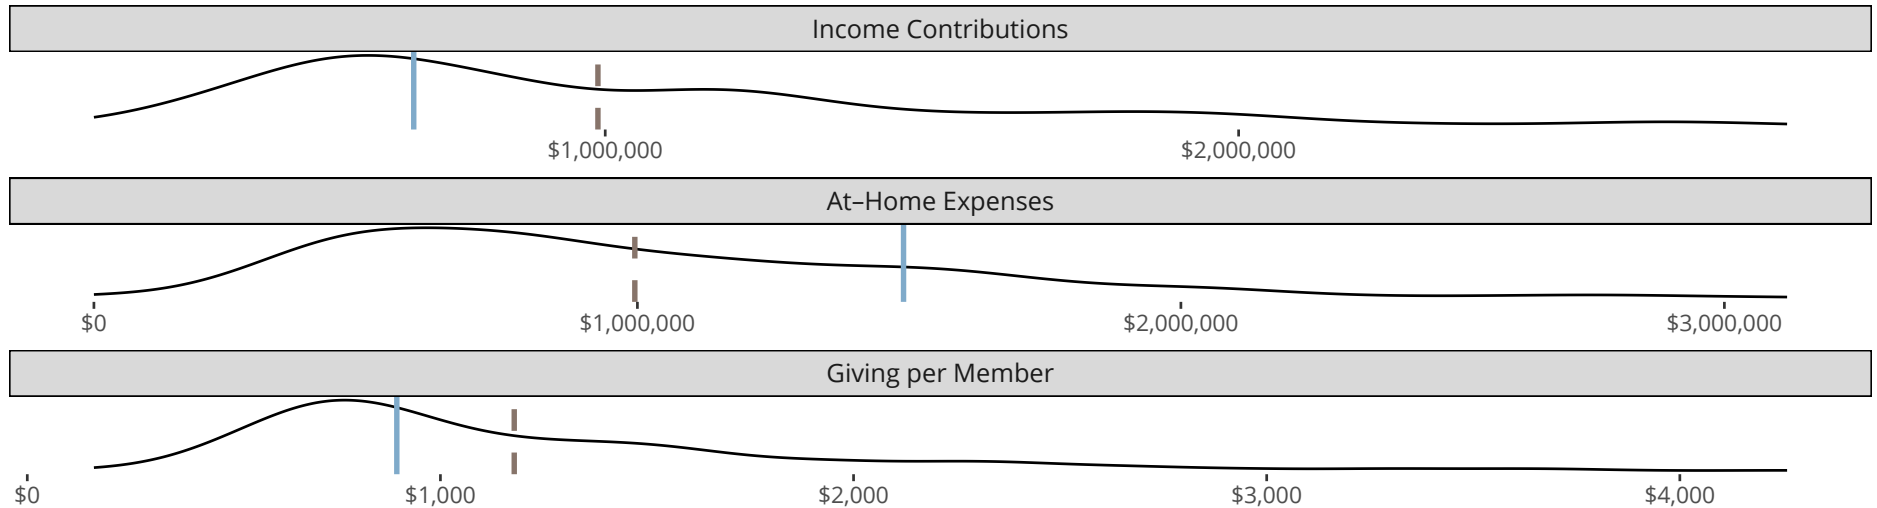 Income Contributions
$1,000,000 $2,000,000
At–Home Expenses
$0 $1,000,000 $2,000,000 $3,000,000
Giving per Member
$0 $1,000 $2,000 $3,000 $4,000